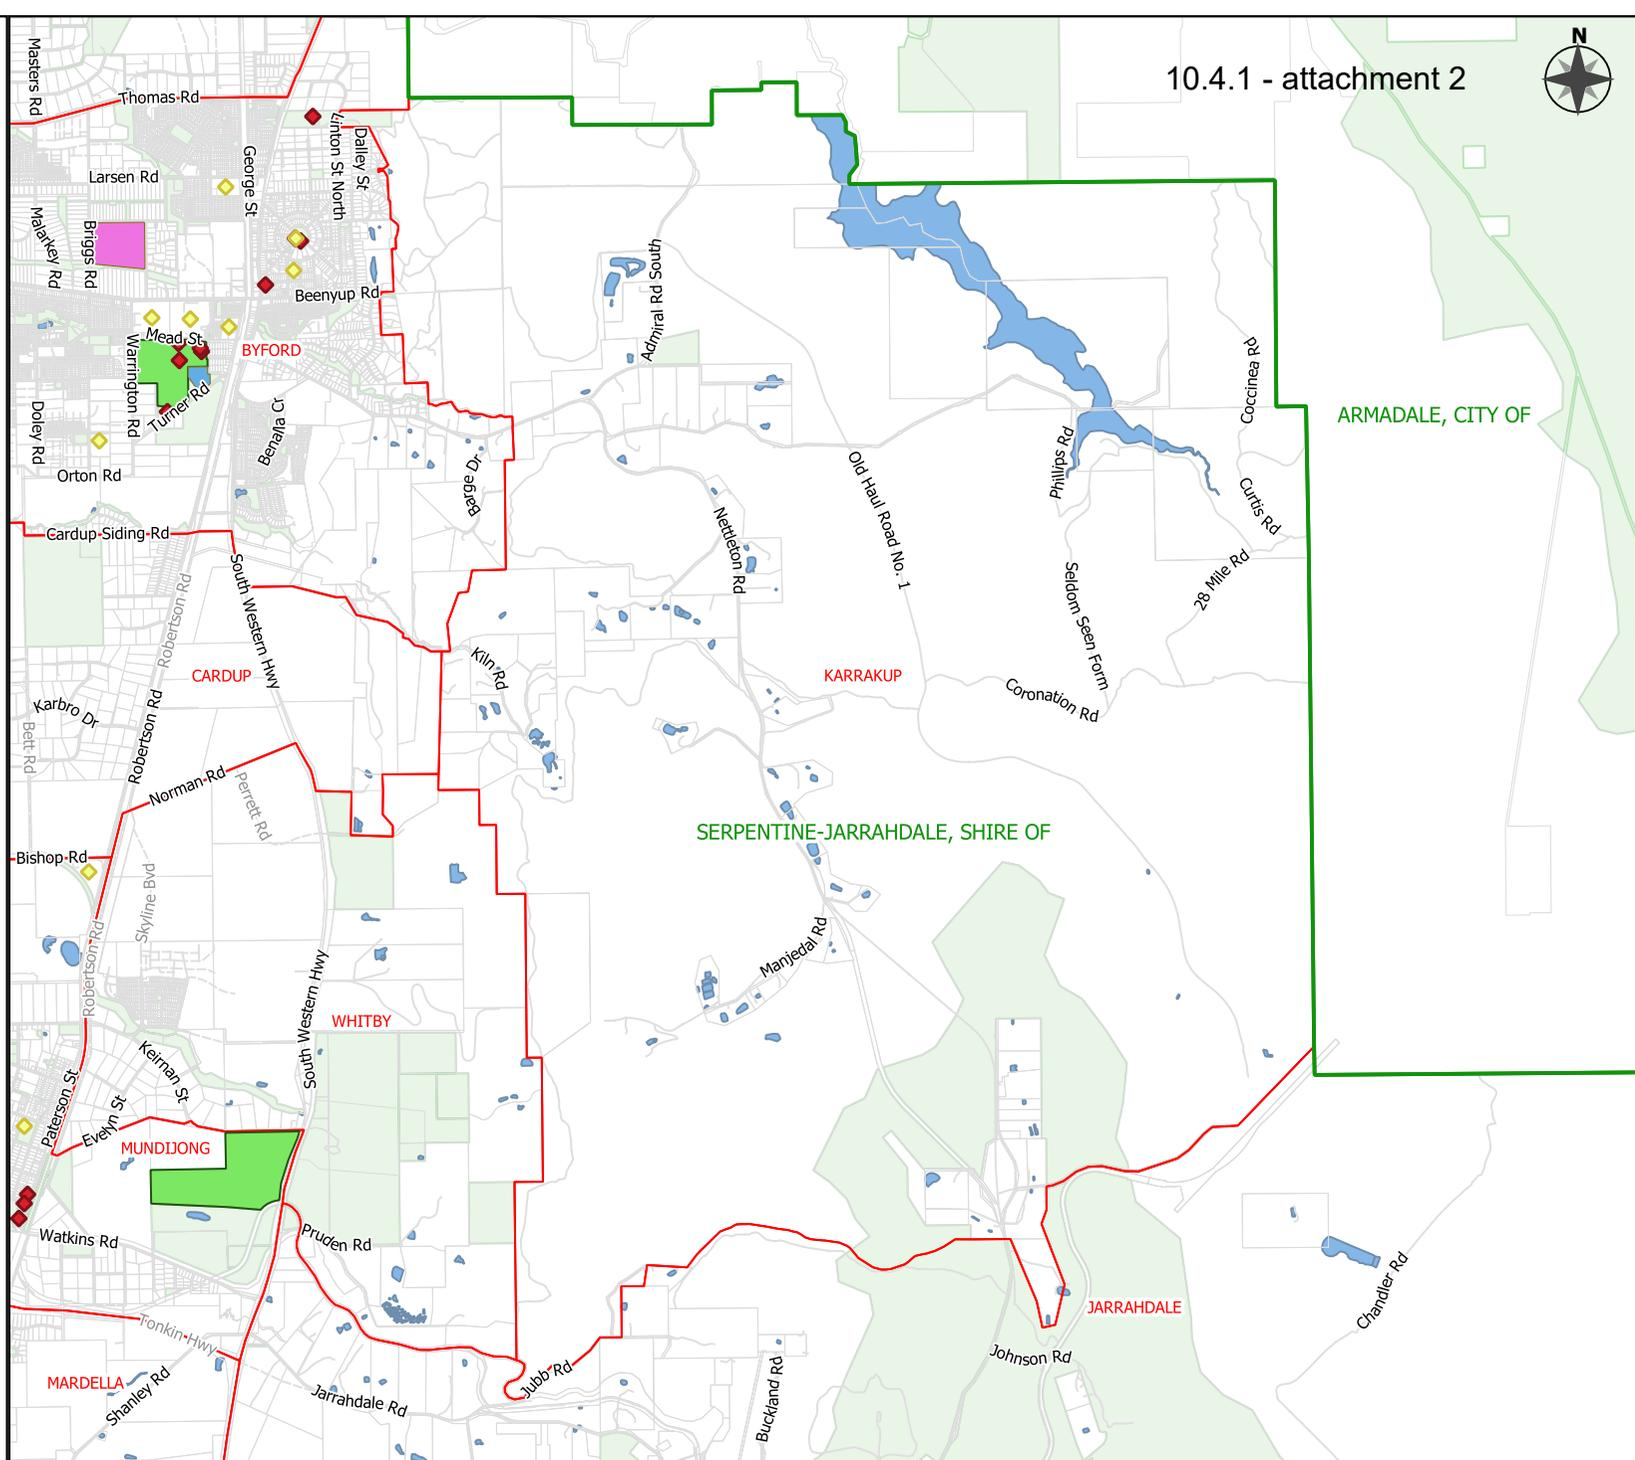 N
10.4.1 - attachment 2
Masters Rd
Thomas Rd
Linton St North
Dalley St
George St
Larsen Rd
Malarkey Rd
Briggs Rd
Admiral Rd South
Beenyup Rd
Mead St
BYFORD
Warrington Rd
Turner Rd
Coccinea Rd
Doley Rd
Benalla Cr
ARMADALE, CITY OF
Orton Rd
Barge Dr
Phillips Rd
Old Haul Road No. 1
Curtis Rd
Nettleton Rd
Cardup Siding Rd
South Western Hwy
28 Mile Rd
Robertson Rd
Seldom Seen Form
CARDUP
Kiln Rd
KARRAKUP
Coronation Rd
Karbro Dr
Bett Rd
Robertson Rd
Norman Rd
Perrett Rd
SERPENTINE-JARRAHDALE, SHIRE OF
Bishop Rd
Skyline Bvd
Robertson Rd
Manjedal Rd
South Western Hwy
WHITBY
Keirnan St
Paterson St
Evelyn St
MUNDIJONG
Watkins Rd
Pruden Rd
Chandler Rd
JARRAHDALE
Tonkin Hwy
Johnson Rd
MARDELLA
Shanley Rd
Jubb Rd
Jarrahdale Rd
Buckland Rd